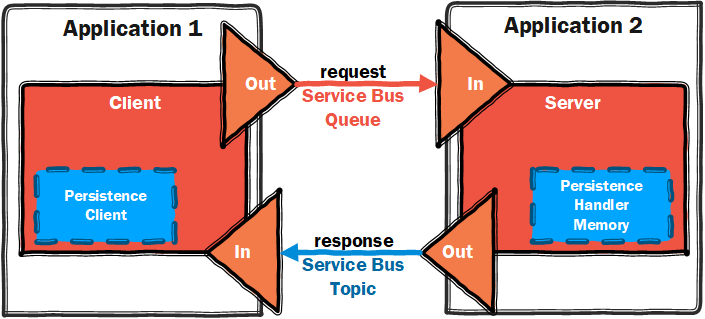 Application 1
Application 2
Out
request
In
Client
Service Bus
Queue
Server
Persistence
Client
Persistence
Handler
Memory
In
response
Out
Service Bus
Topic